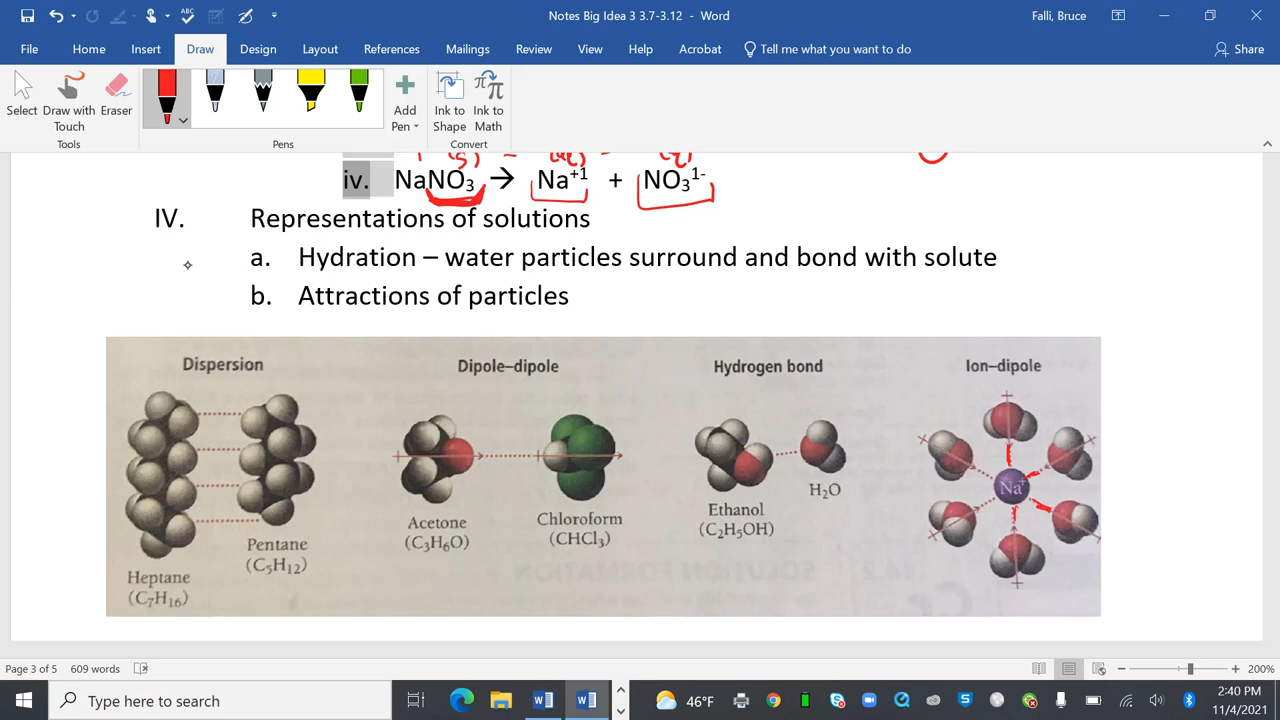 Notes Big Idea 3 3.7-3.12 - Word
Falli, Bruce
File Home Insert Draw Design Layout References Mailings Review View Help Acrobat Tell me what you want to do Share
Select Draw with Touch Eraser Add Pen Ink to Shape Ink to Math
Tools Pens Convert
iv. NaNO3 → Na+1 + NO3 1-
IV. Representations of solutions
a. Hydration – water particles surround and bond with solute
b. Attractions of particles
Dispersion Dipole–dipole Hydrogen bond Ion–dipole
Na+
H2O
Acetone
(C3H6O)
Chloroform
(CHCl3)
Ethanol
(C2H5OH)
Pentane
(C5H12)
Heptane
(C7H16)
Page 3 of 5 609 words 200%
Type here to search 46°F 2:40 PM
11/4/2021